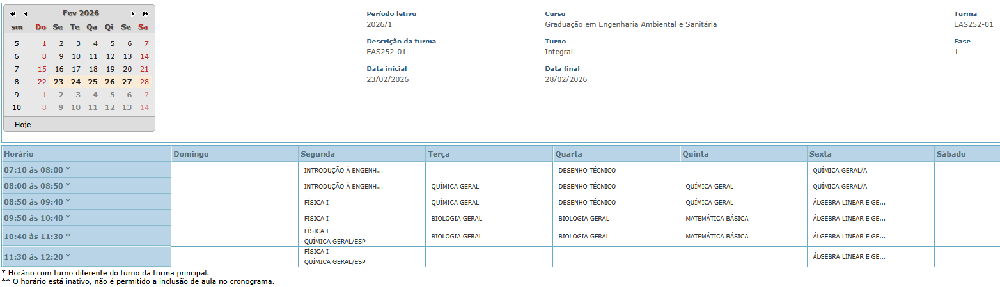 Fev 2026
sm Do Se Te Qa Qi Se Sa
5 1 2 3 4 5 6 7
6 8 9 10 11 12 13 14
7 15 16 17 18 19 20 21
8 22 23 24 25 26 27 28
9 1 2 3 4 5 6 7
10 8 9 10 11 12 13 14
Hoje
Período letivo Curso Turma
2026/1 Graduação em Engenharia Ambiental e Sanitária EAS252-01
Descrição da turma Turno Fase
EAS252-01 Integral 1
Data inicial Data final
23/02/2026 28/02/2026
Horário Domingo Segunda Terça Quarta Quinta Sexta Sábado
07:10 às 08:00 * INTRODUÇÃO À ENGENH... DESENHO TÉCNICO QUÍMICA GERAL/A
08:00 às 08:50 * INTRODUÇÃO À ENGENH... QUÍMICA GERAL DESENHO TÉCNICO QUÍMICA GERAL QUÍMICA GERAL/A
08:50 às 09:40 * FÍSICA I QUÍMICA GERAL DESENHO TÉCNICO QUÍMICA GERAL ÁLGEBRA LINEAR E GE...
09:50 às 10:40 * FÍSICA I BIOLOGIA GERAL BIOLOGIA GERAL MATEMÁTICA BÁSICA ÁLGEBRA LINEAR E GE...
10:40 às 11:30 * FÍSICA I BIOLOGIA GERAL BIOLOGIA GERAL MATEMÁTICA BÁSICA ÁLGEBRA LINEAR E GE...
QUÍMICA GERAL/ESP
11:30 às 12:20 * FÍSICA I ÁLGEBRA LINEAR E GE...
QUÍMICA GERAL/ESP
* Horário com turno diferente do turno da turma principal.
** O horário está inativo, não é permitido a inclusão de aula no cronograma.